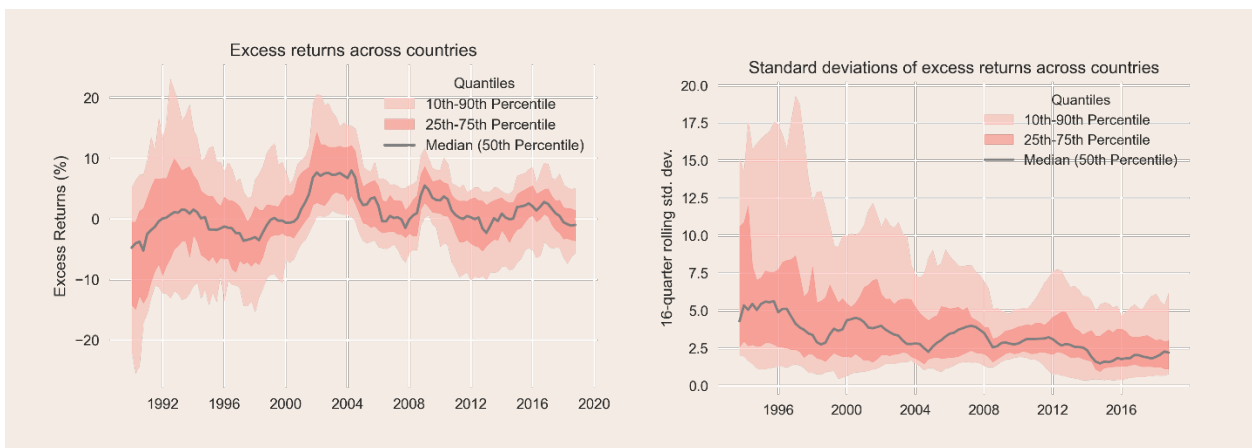 Excess returns across countries
Quantiles
10th-90th Percentile
25th-75th Percentile
Median (50th Percentile)
Excess Returns (%)
20
10
0
−10
−20
1992 1996 2000 2004 2008 2012 2016 2020
Standard deviations of excess returns across countries
Quantiles
10th-90th Percentile
25th-75th Percentile
Median (50th Percentile)
16-quarter rolling std. dev.
20.0
17.5
15.0
12.5
10.0
7.5
5.0
2.5
0.0
1996 2000 2004 2008 2012 2016